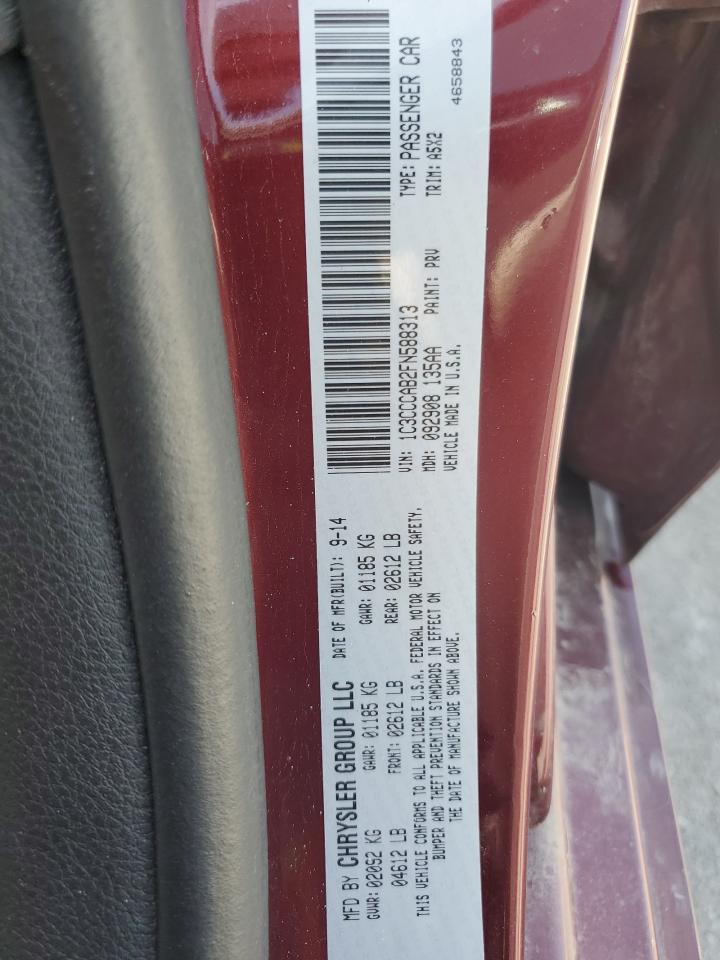 MFD BY CHRYSLER GROUP LLC DATE OF MFR(BUILT): 9-14
GVWR: 02092 KG GAWR: 01185 KG GAWR: 01185 KG
04612 LB FRONT: 02612 LB REAR: 02612 LB
THIS VEHICLE CONFORMS TO ALL APPLICABLE U.S.A. FEDERAL MOTOR VEHICLE SAFETY,
BUMPER AND THEFT PREVENTION STANDARDS IN EFFECT ON
THE DATE OF MANUFACTURE SHOWN ABOVE.
VIN: 1C3CCCAB2FN588313 TYPE: PASSENGER CAR
MDH: 092908 135AA PAINT: PRV TRIM: A5X2
VEHICLE MADE IN U.S.A. 4658843